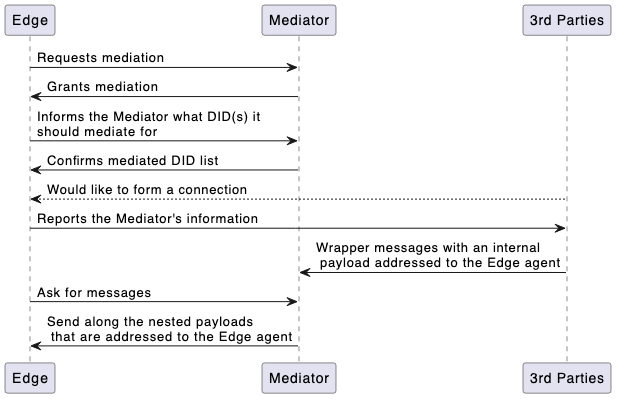 Edge
Mediator
3rd Parties
Requests mediation
Grants mediation
Informs the Mediator what DID(s) it
should mediate for
Confirms mediated DID list
Would like to form a connection
Reports the Mediator's information
Wrapper messages with an internal
payload addressed to the Edge agent
Ask for messages
Send along the nested payloads
that are addressed to the Edge agent
Edge
Mediator
3rd Parties